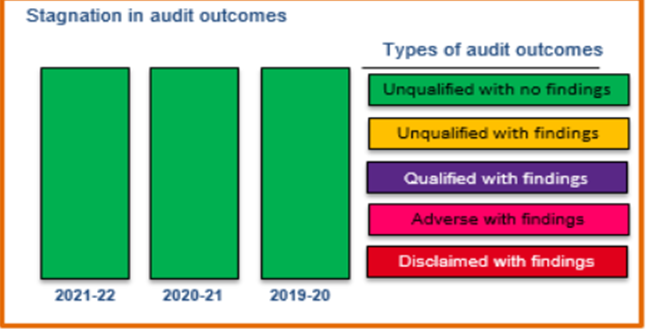 Stagnation in audit outcomes
Types of audit outcomes
Unqualified with no findings
Unqualified with findings
Qualified with findings
Adverse with findings
Disclaimed with findings
2021-22 2020-21 2019-20